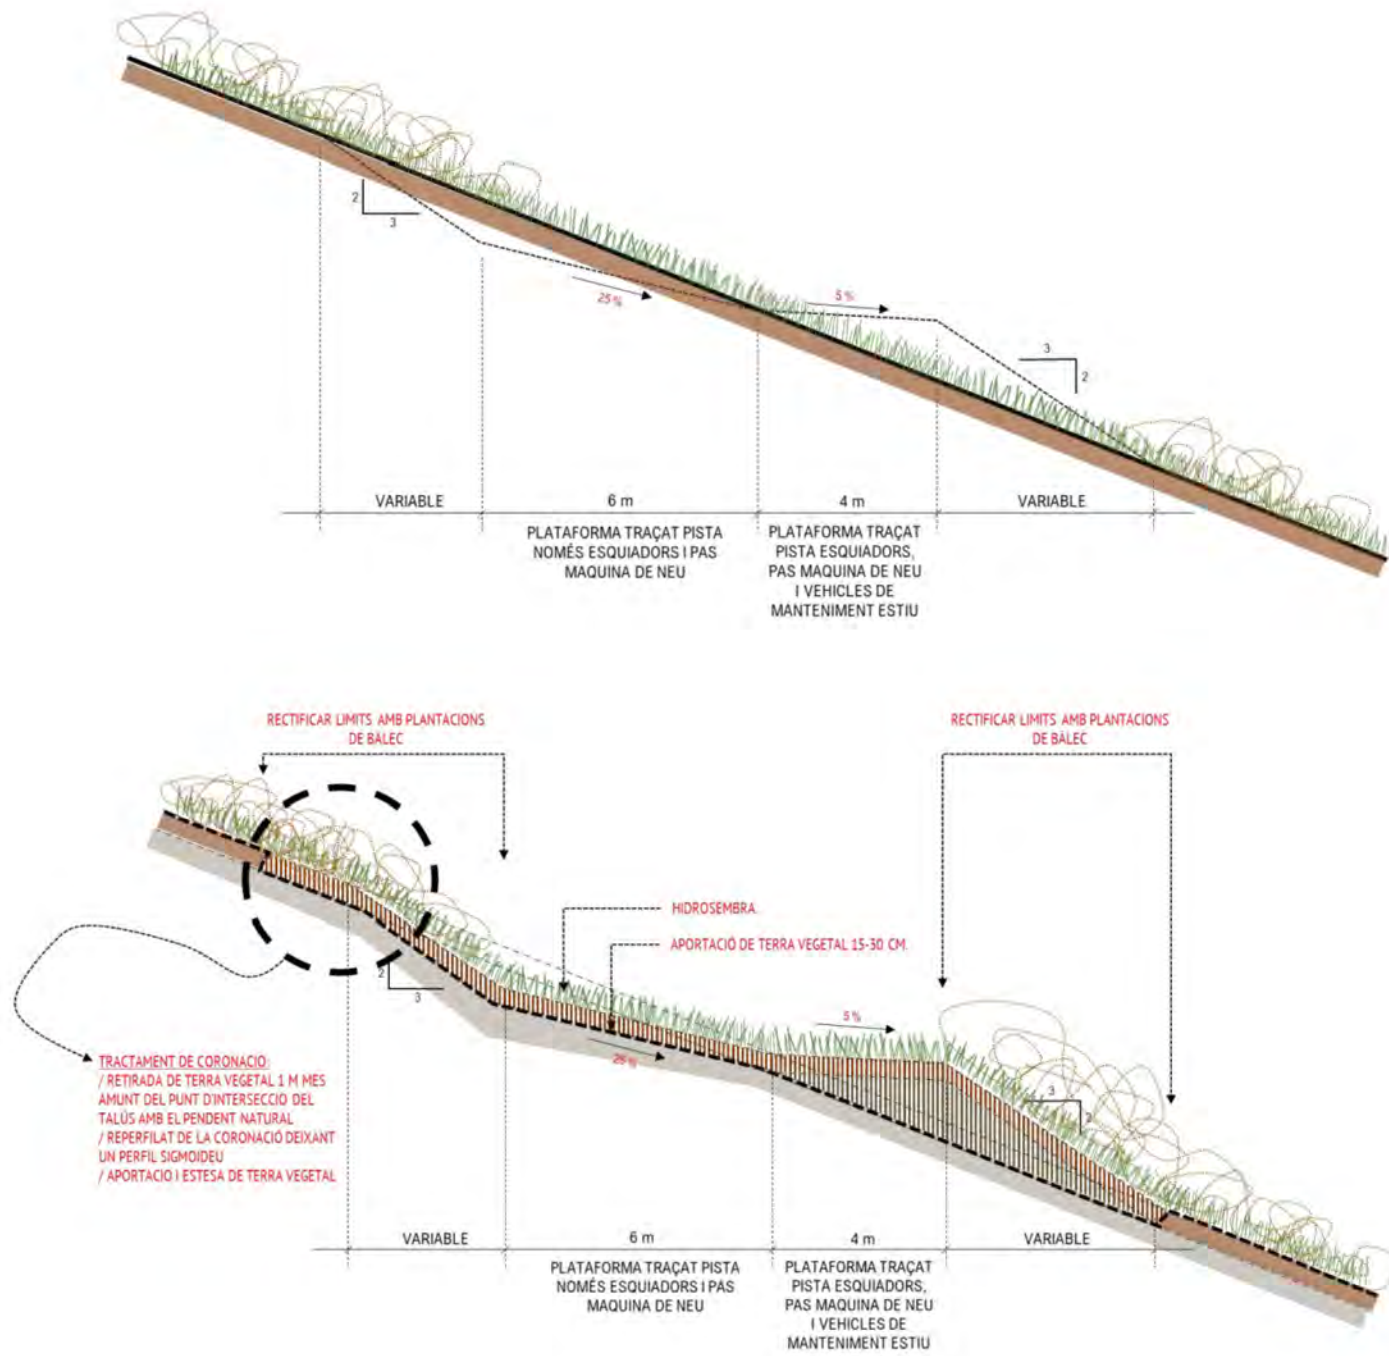 2
3
25 %
5 %
3
2
VARIABLE
6 m
4 m
VARIABLE
PLATAFORMA TRAÇAT PISTA
NOMÉS ESQUIADORS I PAS
MAQUINA DE NEU
PLATAFORMA TRAÇAT
PISTA ESQUIADORS,
PAS MAQUINA DE NEU
I VEHICLES DE
MANTENIMENT ESTIU
RECTIFICAR LIMITS AMB PLANTACIONS
DE BÀLEC
RECTIFICAR LIMITS AMB PLANTACIONS
DE BÀLEC
HIDROSEMBRA.
APORTACIÓ DE TERRA VEGETAL 15-30 CM.
2
3
5 %
25 %
3
2
TRACTAMENT DE CORONACIÓ:
/ RETIRADA DE TERRA VEGETAL 1 M MES
AMUNT DEL PUNT D'INTERSECCIÓ DEL
TALÚS AMB EL PENDENT NATURAL
/ REPERFILAT DE LA CORONACIÓ DEIXANT
UN PERFIL SIGMOIDEU
/ APORTACIO I ESTESA DE TERRA VEGETAL
VARIABLE
6 m
4 m
VARIABLE
PLATAFORMA TRAÇAT PISTA
NOMÉS ESQUIADORS I PAS
MAQUINA DE NEU
PLATAFORMA TRAÇAT
PISTA ESQUIADORS,
PAS MAQUINA DE NEU
I VEHICLES DE
MANTENIMENT ESTIU